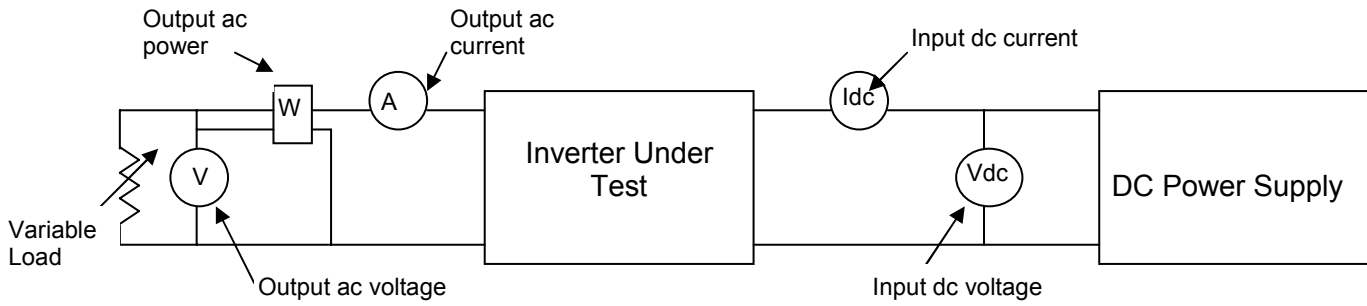 Output ac
power
Output ac
current
Input dc current
W
A
Idc
Inverter Under
Test
V
Vdc
DC Power Supply
Variable
Load
Output ac voltage
Input dc voltage